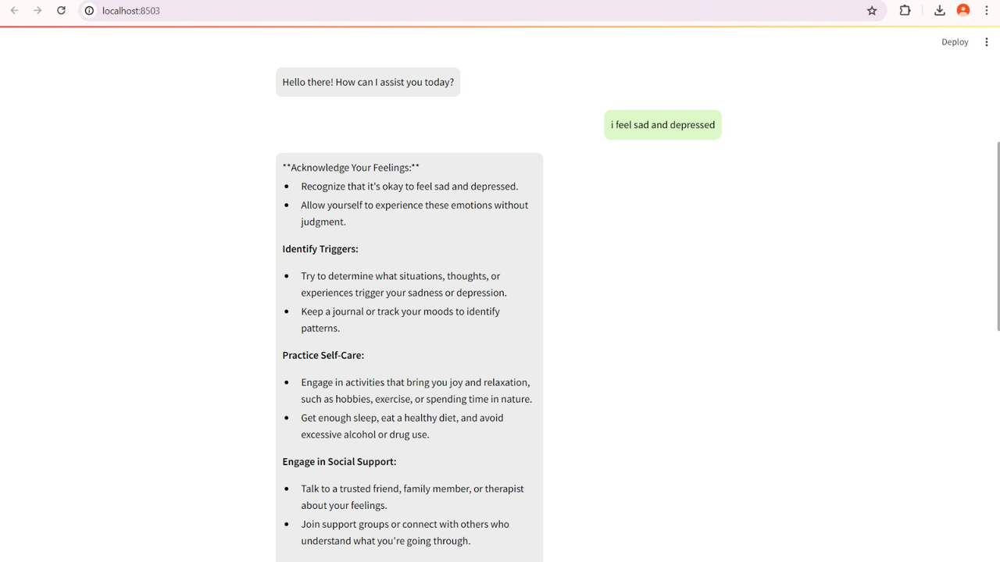 localhost:8503
Deploy
Hello there! How can I assist you today?
i feel sad and depressed
**Acknowledge Your Feelings:**
• Recognize that it's okay to feel sad and depressed.
• Allow yourself to experience these emotions without
judgment.
Identify Triggers:
• Try to determine what situations, thoughts, or
experiences trigger your sadness or depression.
• Keep a journal or track your moods to identify
patterns.
Practice Self-Care:
• Engage in activities that bring you joy and relaxation,
such as hobbies, exercise, or spending time in nature.
• Get enough sleep, eat a healthy diet, and avoid
excessive alcohol or drug use.
Engage in Social Support:
• Talk to a trusted friend, family member, or therapist
about your feelings.
• Join support groups or connect with others who
understand what you're going through.